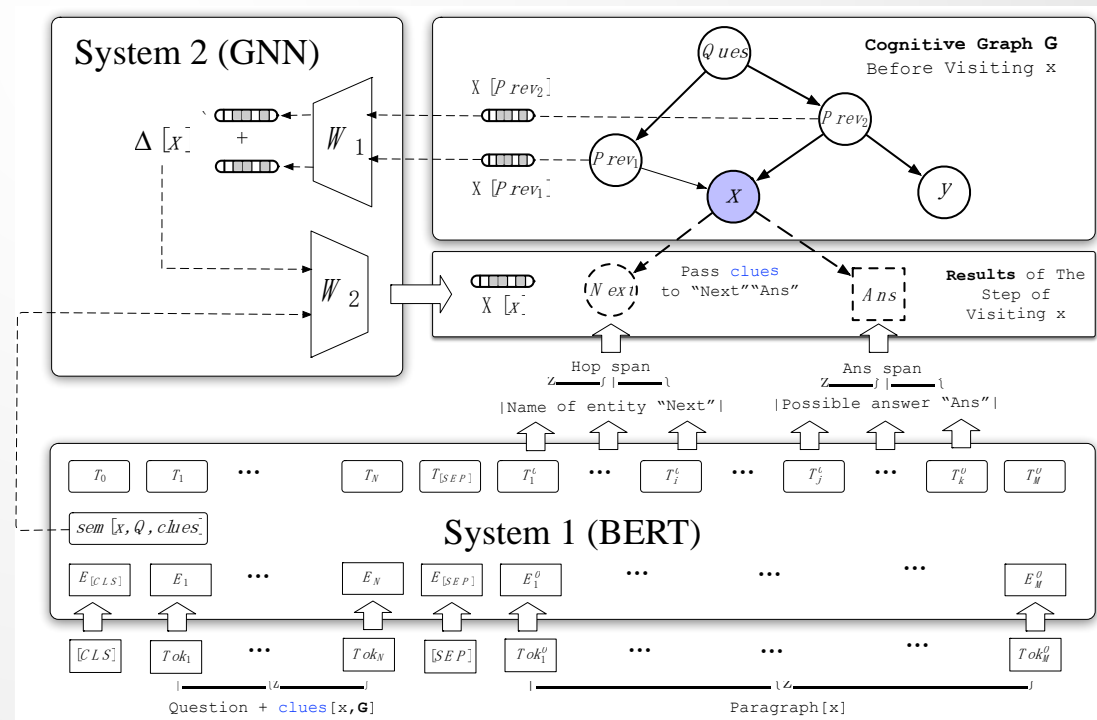 System 2 (GNN)
Δ [x]
+
W 1
W 2
X [Prev2]
X [Prev1]
Ques
Prev2
Prev1
X
y
Cognitive Graph G
Before Visiting x
X [x]
Next
Pass clues
to “Next”“Ans”
Ans
Results of The
Step of
Visiting x
Hop span
Ans span
|Name of entity “Next”|
|Possible answer “Ans”|
T0 T1 ... TN T[SEP] ... ... ...
sem [x,Q,clues]
System 1 (BERT)
E[CLS] E1 ... EN E[SEP] ... ... ...
[CLS] Tok1 ... TokN [SEP] ... ... ...
Question + clues[x,G]
Paragraph[x]